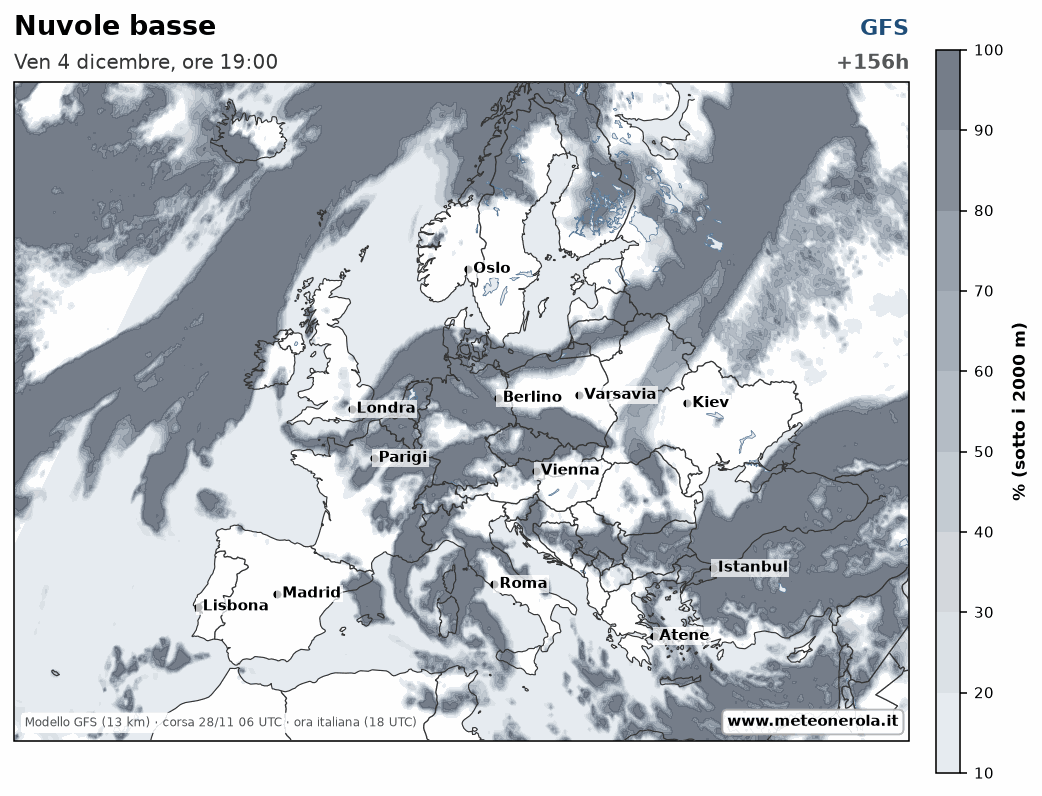 Nuvole basse
GFS
Ven 4 dicembre, ore 19:00
+156h
100
90
80
70
60
50
40
30
20
10
% (sotto i 2000 m)
Oslo
Berlino
Varsavia
Kiev
Londra
Parigi
Vienna
Istanbul
Roma
Madrid
Lisbona
Atene
Modello GFS (13 km) · corsa 28/11 06 UTC · ora italiana (18 UTC)
www.meteonerola.it